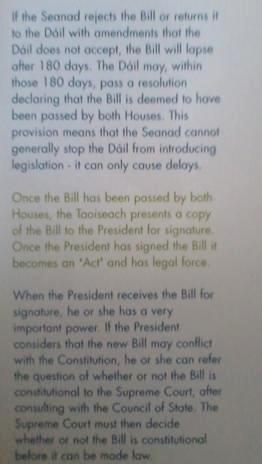 If the Seanad rejects the Bill or returns it
to the Dáil with amendments that the
Dáil does not accept, the Bill will lapse
after 180 days. The Dáil may, within
those 180 days, pass a resolution
declaring that the Bill is deemed to have
been passed by both Houses. This
provision means that the Seanad cannot
generally stop the Dáil from introducing
legislation - it can only cause delays.
Once the Bill has been passed by both
Houses, the Taoiseach presents a copy
of the Bill to the President for signature.
Once the President has signed the Bill it
becomes an "Act" and has legal force.
When the President receives the Bill for
signature, he or she has a very
important power. If the President
considers that the new Bill may conflict
with the Constitution, he or she can refer
the question of whether or not the Bill is
constitutional to the Supreme Court, after
consulting with the Council of State. The
Supreme Court must then decide
whether or not the Bill is constitutional
before it can be made law.